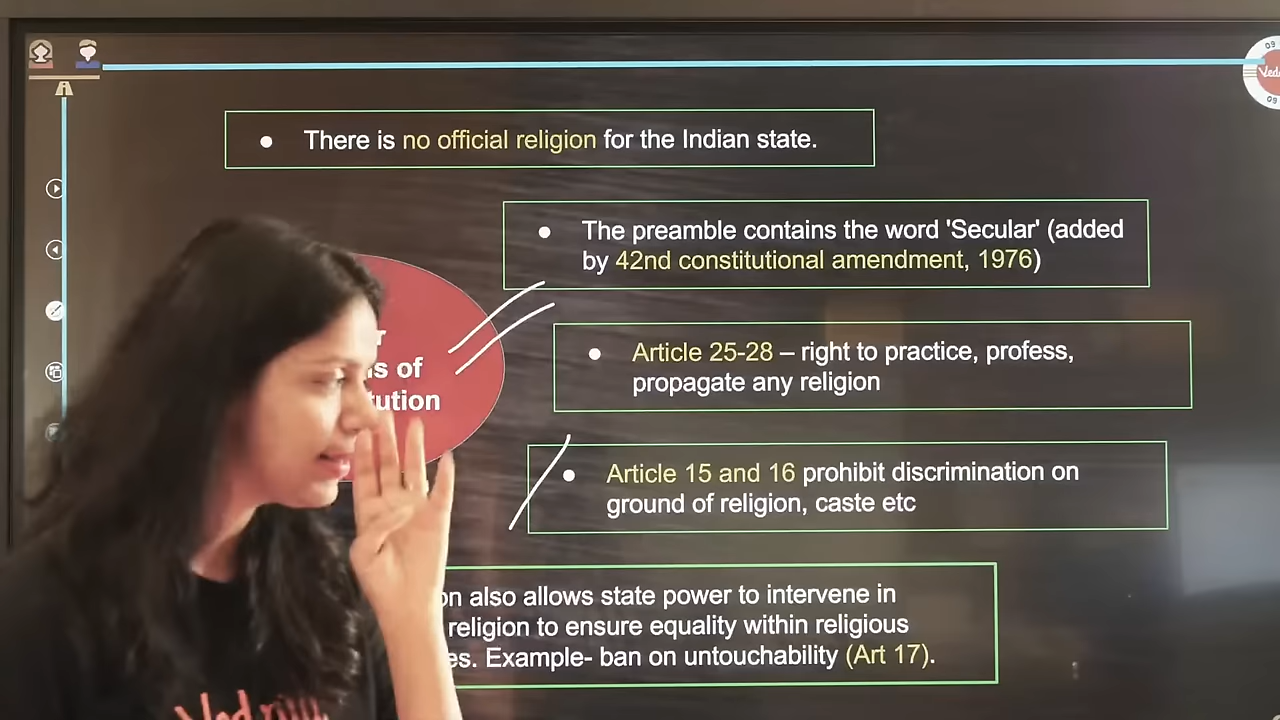 There is no official religion for the Indian state.
The preamble contains the word 'Secular' (added
by 42nd constitutional amendment, 1976)
Article 25-28 – right to practice, profess,
propagate any religion
of
Article 15 and 16 prohibit discrimination on
ground of religion, caste etc
also allows state power to intervene in
religion to ensure equality within religious
Example- ban on untouchability (Art 17).